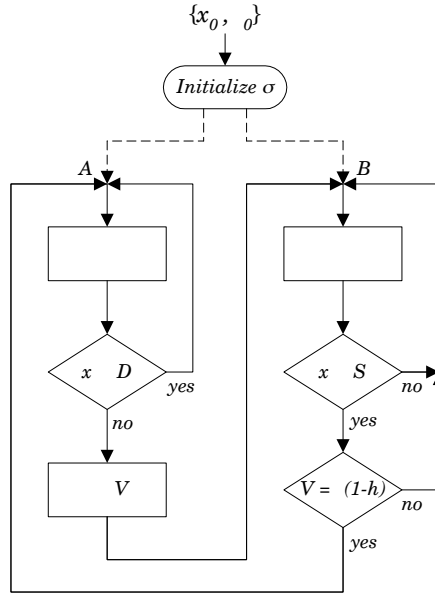 {x0, 0}
Initialize σ
A
B
x D
yes
no
V
x S
no
yes
V = (1-h)
no
yes